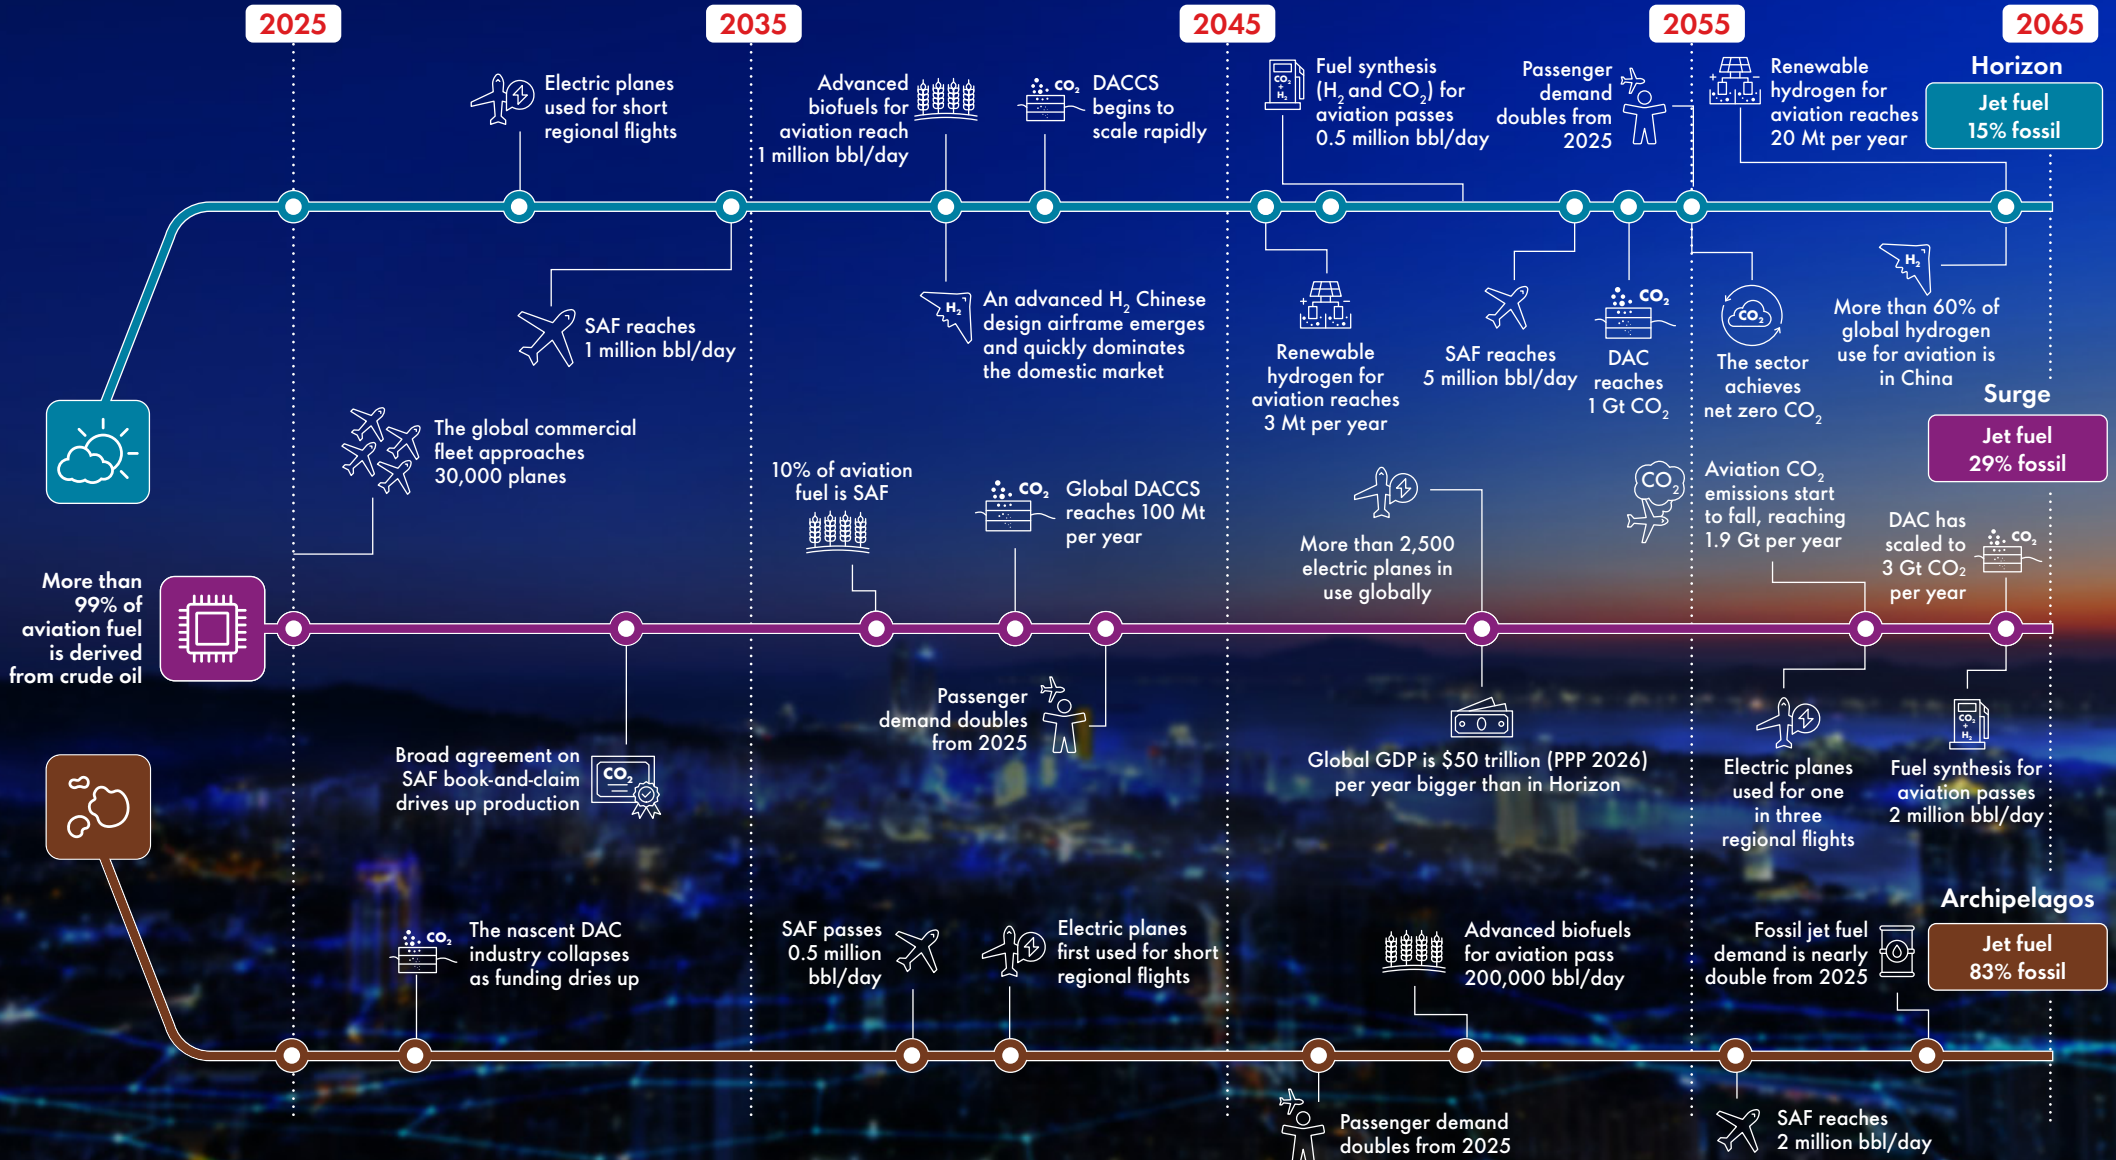 2025
2035
2045
2055
2065
Electric planes
used for short
regional flights
Advanced
biofuels for
aviation reach
1 million bbl/day
CO₂
DACCS
begins to
scale rapidly
CO₂
+
H₂
Fuel synthesis
(H₂ and CO₂) for
aviation passes
0.5 million bbl/day
Passenger
demand
doubles from
2025
Renewable
hydrogen for
aviation reaches
20 Mt per year
Horizon
Jet fuel
15% fossil
SAF reaches
1 million bbl/day
H₂
An advanced H₂ Chinese
design airframe emerges
and quickly dominates
the domestic market
Renewable
hydrogen for
aviation reaches
3 Mt per year
SAF reaches
5 million bbl/day
CO₂
DAC
reaches
1 Gt CO₂
CO₂
The sector
achieves
net zero CO₂
H₂
More than 60% of
global hydrogen
use for aviation is
in China
Surge
Jet fuel
29% fossil
The global commercial
fleet approaches
30,000 planes
10% of aviation
fuel is SAF
CO₂
Global DACCS
reaches 100 Mt
per year
More than 2,500
electric planes in
use globally
CO₂
Aviation CO₂
emissions start
to fall, reaching
1.9 Gt per year
DAC has
scaled to
3 Gt CO₂
per year
CO₂
More than
99% of
aviation fuel
is derived
from crude oil
Broad agreement on
SAF book-and-claim
drives up production
CO₂
Passenger
demand doubles
from 2025
Global GDP is $50 trillion (PPP 2026)
per year bigger than in Horizon
Electric planes
used for one
in three
regional flights
CO₂
+
H₂
Fuel synthesis for
aviation passes
2 million bbl/day
Archipelagos
Jet fuel
83% fossil
CO₂
The nascent DAC
industry collapses
as funding dries up
SAF passes
0.5 million
bbl/day
Electric planes
first used for short
regional flights
Advanced biofuels
for aviation pass
200,000 bbl/day
Fossil jet fuel
demand is nearly
double from 2025
Passenger demand
doubles from 2025
SAF reaches
2 million bbl/day